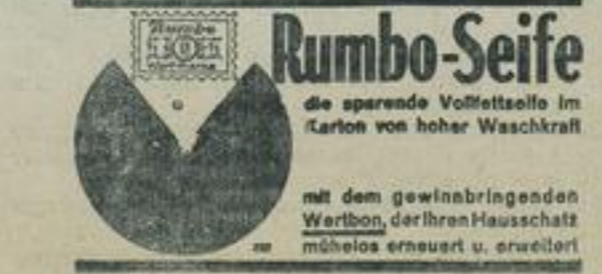 Rumbo
Rumbo-Seife
die sparende Vollfettseife im
Karton von hoher Waschkraft
mit dem gewinnbringenden
Wertbon, der Ihren Hausschatz
mühelos erneuert u. erweitert